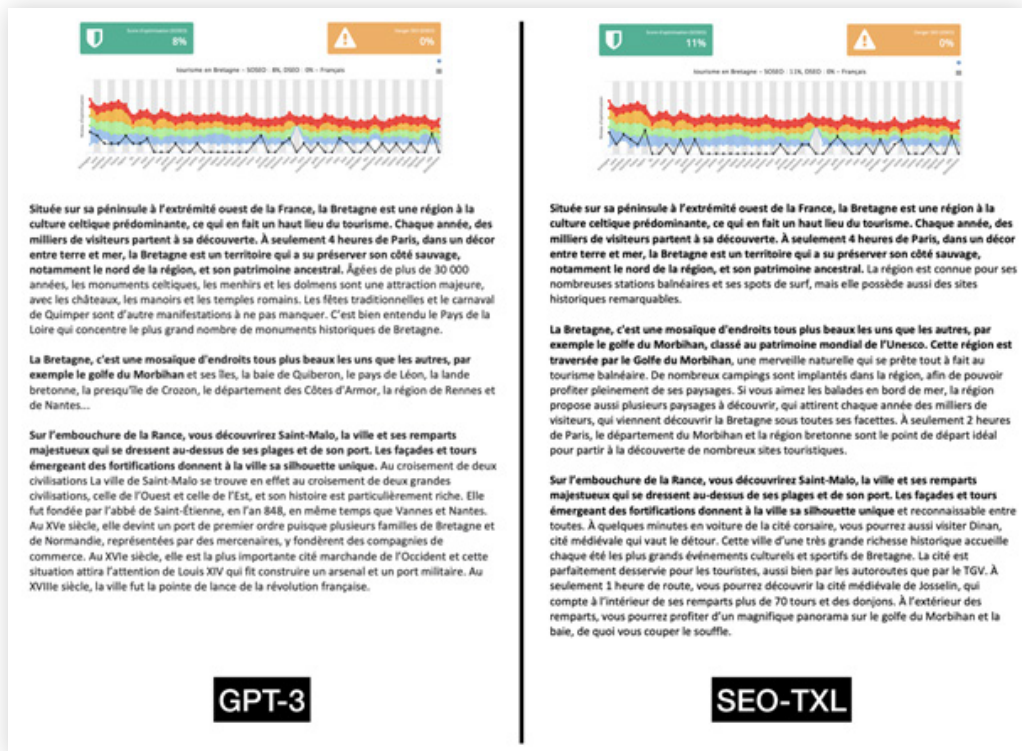 Score d'optimisation (SOSEO)
8%
Danger SEO (DSEO)
0%
tourisme en Bretagne – SOSEO : 8%, DSEO : 0% – Français
Située sur sa péninsule à l'extrémité ouest de la France, la Bretagne est une région à la
culture celtique prédominante, ce qui en fait un haut lieu du tourisme. Chaque année, des
milliers de visiteurs partent à sa découverte. À seulement 4 heures de Paris, dans un décor
entre terre et mer, la Bretagne est un territoire qui a su préserver son côté sauvage,
notamment le nord de la région, et son patrimoine ancestral. Âgées de plus de 30 000
années, les monuments celtiques, les menhirs et les dolmens sont une attraction majeure,
avec les châteaux, les manoirs et les temples romains. Les fêtes traditionnelles et le carnaval
de Quimper sont d'autre manifestations à ne pas manquer. C'est bien entendu le Pays de la
Loire qui concentre le plus grand nombre de monuments historiques de Bretagne.
La Bretagne, c'est une mosaïque d'endroits tous plus beaux les uns que les autres, par
exemple le golfe du Morbihan et ses îles, la baie de Quiberon, le pays de Léon, la lande
bretonne, la presqu'île de Crozon, le département des Côtes d'Armor, la région de Rennes et
de Nantes...
Sur l'embouchure de la Rance, vous découvrirez Saint-Malo, la ville et ses remparts
majestueux qui se dressent au-dessus de ses plages et de son port. Les façades et tours
émergeant des fortifications donnent à la ville sa silhouette unique. Au croisement de deux
civilisations La ville de Saint-Malo se trouve en effet au croisement de deux grandes
civilisations, celle de l'Ouest et celle de l'Est, et son histoire est particulièrement riche. Elle
fut fondée par l'abbé de Saint-Étienne, en l'an 848, en même temps que Vannes et Nantes.
Au XVe siècle, elle devint un port de premier ordre puisque plusieurs familles de Bretagne et
de Normandie, représentées par des mercenaires, y fondèrent des compagnies de
commerce. Au XVIe siècle, elle est la plus importante cité marchande de l'Occident et cette
situation attira l'attention de Louis XIV qui fit construire un arsenal et un port militaire. Au
XVIIIe siècle, la ville fut la pointe de lance de la révolution française.
GPT-3
Score d'optimisation (SOSEO)
11%
Danger SEO (DSEO)
0%
tourisme en Bretagne – SOSEO : 11%, DSEO : 0% – Français
Située sur sa péninsule à l'extrémité ouest de la France, la Bretagne est une région à la
culture celtique prédominante, ce qui en fait un haut lieu du tourisme. Chaque année, des
milliers de visiteurs partent à sa découverte. À seulement 4 heures de Paris, dans un décor
entre terre et mer, la Bretagne est un territoire qui a su préserver son côté sauvage,
notamment le nord de la région, et son patrimoine ancestral. La région est connue pour ses
nombreuses stations balnéaires et ses spots de surf, mais elle possède aussi des sites
historiques remarquables.
La Bretagne, c'est une mosaïque d'endroits tous plus beaux les uns que les autres, par
exemple le golfe du Morbihan, classé au patrimoine mondial de l'Unesco. Cette région est
traversée par le Golfe du Morbihan, une merveille naturelle qui se prête tout à fait au
tourisme balnéaire. De nombreux campings sont implantés dans la région, afin de pouvoir
profiter pleinement de ses paysages. Si vous aimez les balades en bord de mer, la région
propose aussi plusieurs paysages à découvrir, qui attirent chaque année des milliers de
visiteurs, qui viennent découvrir la Bretagne sous toutes ses facettes. À seulement 2 heures
de Paris, le département du Morbihan et la région bretonne sont le point de départ idéal
pour partir à la découverte de nombreux sites touristiques.
Sur l'embouchure de la Rance, vous découvrirez Saint-Malo, la ville et ses remparts
majestueux qui se dressent au-dessus de ses plages et de son port. Les façades et tours
émergeant des fortifications donnent à la ville sa silhouette unique et reconnaissable entre
toutes. À quelques minutes en voiture de la cité corsaire, vous pourrez aussi visiter Dinan,
cité médiévale qui vaut le détour. Cette ville d'une très grande richesse historique accueille
chaque été les plus grands événements culturels et sportifs de Bretagne. La cité est
parfaitement desservie pour les touristes, aussi bien par les autoroutes que par le TGV. À
seulement 1 heure de route, vous pourrez découvrir la cité médiévale de Josselin, qui
compte à l'intérieur de ses remparts plus de 70 tours et des donjons. À l'extérieur des
remparts, vous pourrez profiter d'un magnifique panorama sur le golfe du Morbihan et la
baie, de quoi vous couper le souffle.
SEO-TXL